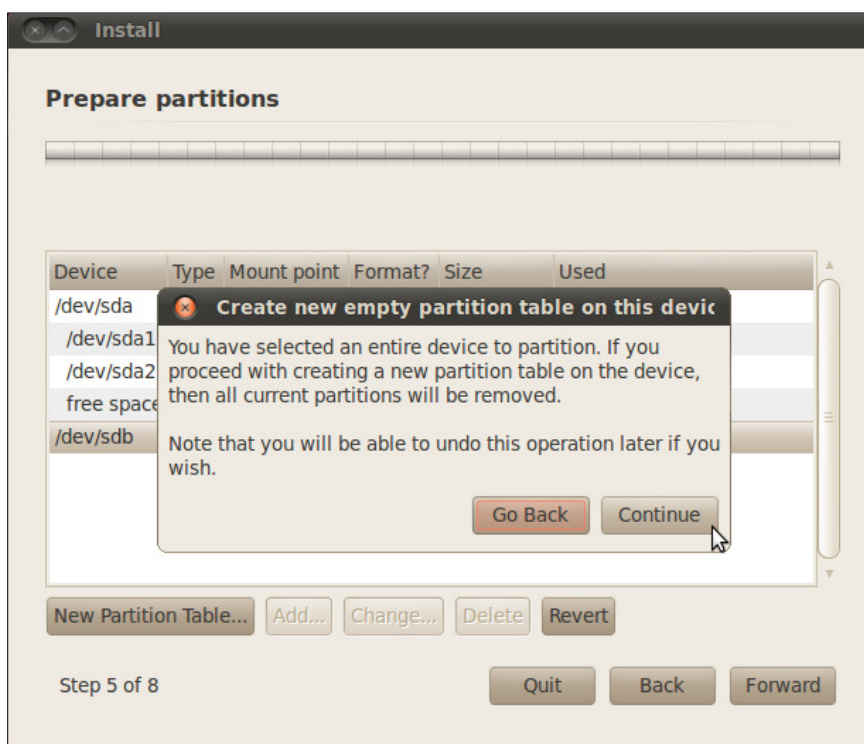 Install
Prepare partitions
Device Type Mount point Format? Size Used
/dev/sda
/dev/sda1
/dev/sda2
free space
/dev/sdb
Create new empty partition table on this devic
You have selected an entire device to partition. If you
proceed with creating a new partition table on the device,
then all current partitions will be removed.
Note that you will be able to undo this operation later if you
wish.
Go Back Continue
New Partition Table... Add... Change... Delete Revert
Step 5 of 8 Quit Back Forward